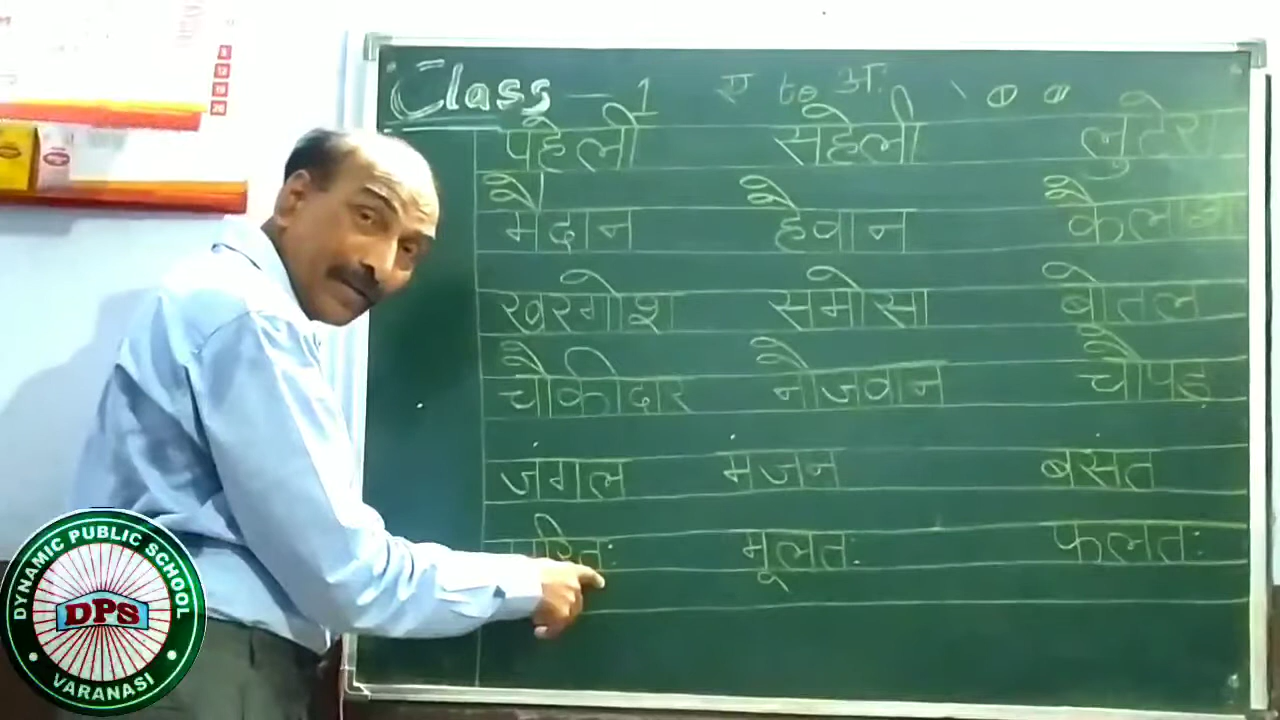 Class - 1 ए to अः
पहेली सहेली लुटेरा
मैदान हैवान कैलाश
खरगोश समोसा बोतल
चौकीदार नौजवान चौपड़
जंगल मंजन बसंत
मूलतः फलतः
DYNAMIC PUBLIC SCHOOL
DPS
VARANASI